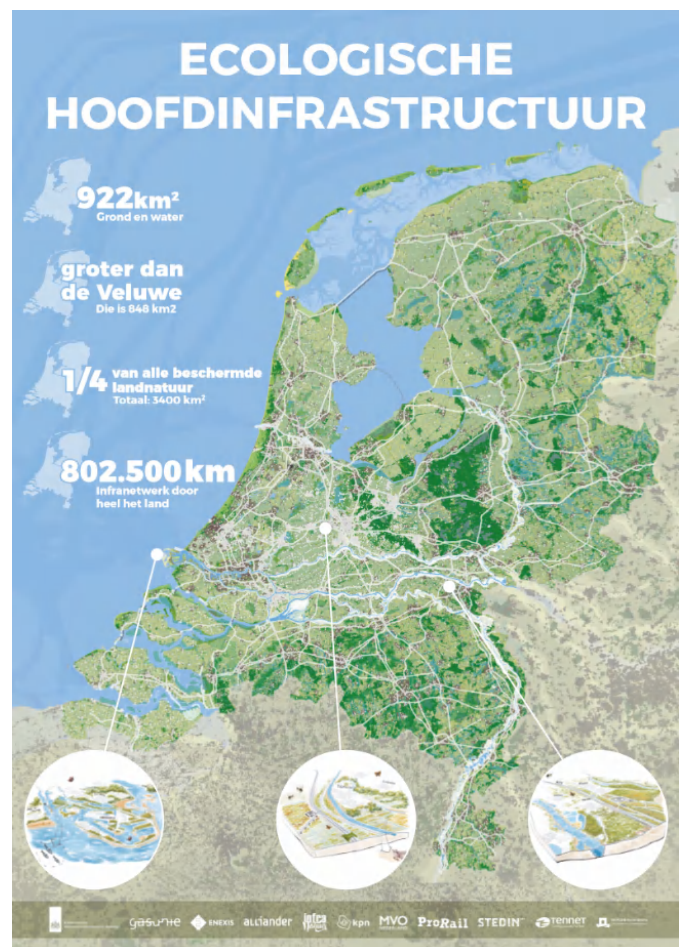 ECOLOGISCHE
HOOFDINFRASTRUCTUUR
922km²
Grond en water
groter dan
de Veluwe
Die is 848 km2
1/4 van alle beschermde
landnatuur
Totaal: 3400 km²
802.500 km
Infranetwerk door
heel het land
gasunie ENEXIS alliander kpn MVO ProRail STEDIN TENNET